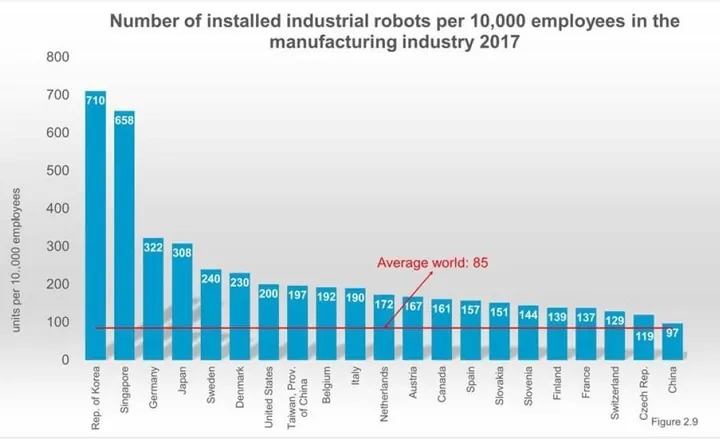 Number of installed industrial robots per 10,000 employees in the
manufacturing industry 2017
800
700
600
500
400
300
200
100
0
units per 10.,000 employees
710
658
322
308
240
230
200
197
192
190
172
167
161
157
151
144
139
137
129
119
97
Average world: 85
Rep. of Korea
Singapore
Germany
Japan
Sweden
Denmark
United States
Taiwan, Prov.
of China
Belgium
Italy
Netherlands
Austria
Canada
Spain
Slovakia
Slovenia
Finland
France
Switzerland
Czech Rep.
China
Figure 2.9